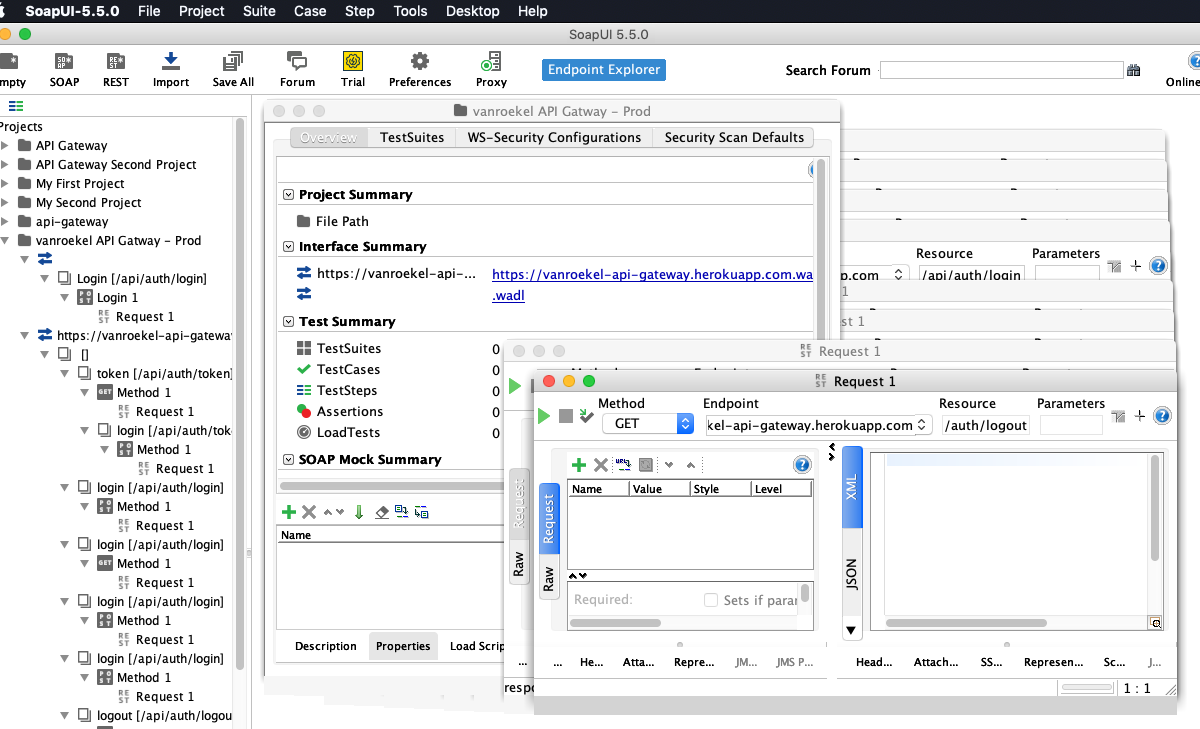 SoapUI-5.5.0 File Project Suite Case Step Tools Desktop Help
SoapUI 5.5.0
mpty SOAP REST Import Save All Forum Trial Preferences Proxy Endpoint Explorer Search Forum Online
Projects
API Gateway
API Gateway Second Project
My First Project
My Second Project
api-gateway
vanroekel API Gatway – Prod
Login [/api/auth/login]
Login 1
Request 1
https://vanroekel-api-gateway
[]
token [/api/auth/token]
Method 1
Request 1
login [/api/auth/tok
Method 1
Request 1
login [/api/auth/login]
Method 1
Request 1
login [/api/auth/login]
Method 1
Request 1
login [/api/auth/login]
Method 1
Request 1
login [/api/auth/login]
Method 1
Request 1
logout [/api/auth/logou
vanroekel API Gatway – Prod
Overview TestSuites WS-Security Configurations Security Scan Defaults
Project Summary
File Path
Interface Summary
https://vanroekel-api-... https://vanroekel-api-gateway.herokuapp.com.wa
.wadl
Test Summary
TestSuites 0
TestCases 0
TestSteps 0
Assertions 0
LoadTests 0
SOAP Mock Summary
Name
Description Properties Load Scrip
Resource Parameters
p.com /api/auth/login
1
st 1
Request 1
Request
Raw
...
resp
Request 1
Method Endpoint Resource Parameters
GET kel-api-gateway.herokuapp.com /auth/logout
Request
Raw
Name Value Style Level
Required: Sets if parar
XML
JSON
... He... Atta... Repre... JM... JMS P...
Head... Attach... SS... Represen... Sc... J...
1 : 1